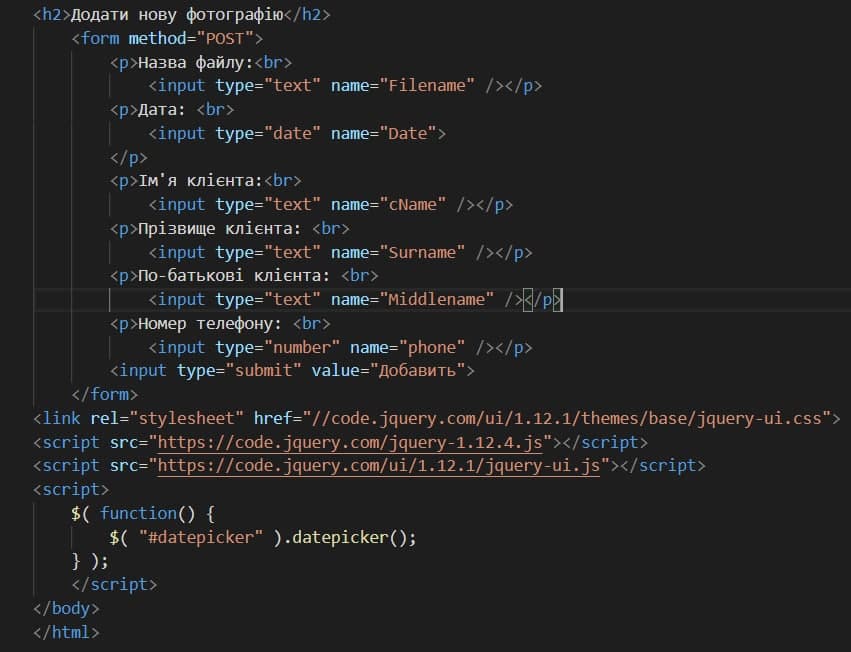 <h2>Додати нову фотографію</h2>
<form method="POST">
<p>Назва файлу:<br>
<input type="text" name="Filename" /></p>
<p>Дата: <br>
<input type="date" name="Date">
</p>
<p>Ім'я клієнта:<br>
<input type="text" name="cName" /></p>
<p>Прізвище клієнта: <br>
<input type="text" name="Surname" /></p>
<p>По-батькові клієнта: <br>
<input type="text" name="Middlename" /></p>
<p>Номер телефону: <br>
<input type="number" name="phone" /></p>
<input type="submit" value="Добавить">
</form>
<link rel="stylesheet" href="//code.jquery.com/ui/1.12.1/themes/base/jquery-ui.css">
<script src="https://code.jquery.com/jquery-1.12.4.js"></script>
<script src="https://code.jquery.com/ui/1.12.1/jquery-ui.js"></script>
<script>
$( function() {
$( "#datepicker" ).datepicker();
} );
</script>
</body>
</html>